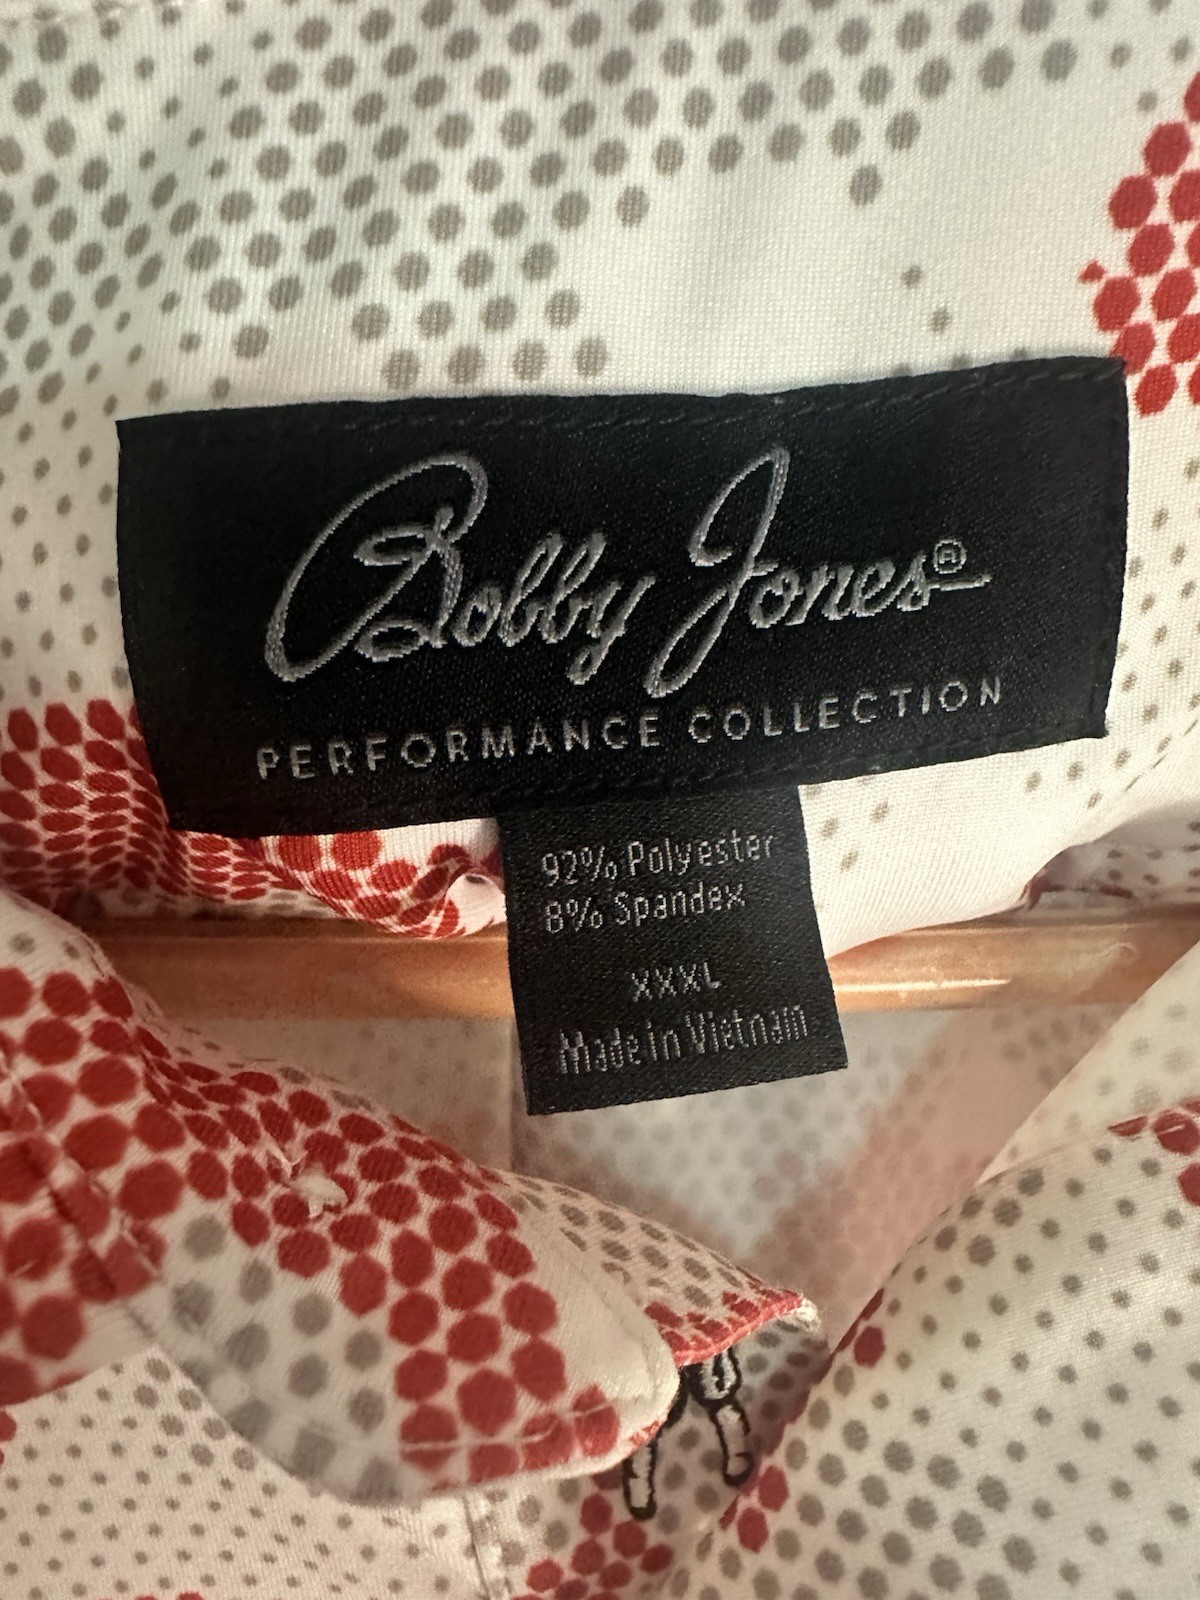 Bobby Jones®
PERFORMANCE COLLECTION
92% Polyester
8% Spandex
XXXL
Made in Vietnam